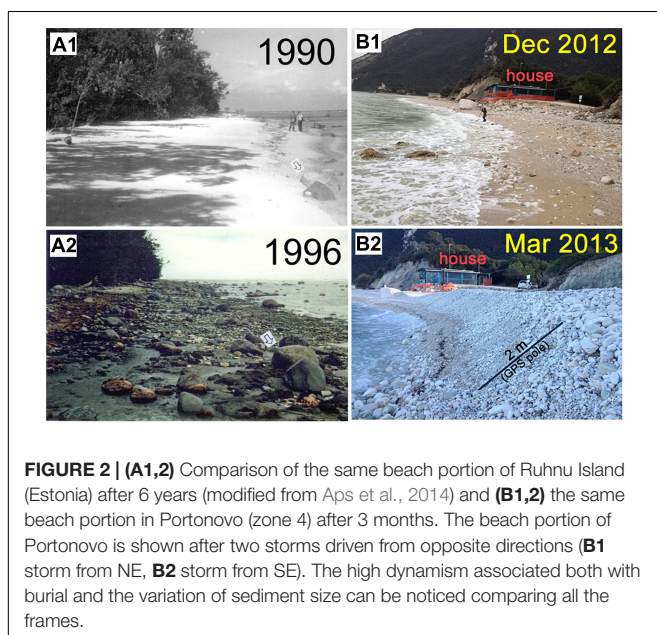 A1
1990
B1
Dec 2012
house
A2
1996
B2
Mar 2013
house
2 m
(GPS pole)
FIGURE 2 | (A1,2) Comparison of the same beach portion of Ruhnu Island
(Estonia) after 6 years (modified from Aps et al., 2014) and (B1,2) the same
beach portion in Portonovo (zone 4) after 3 months. The beach portion of
Portonovo is shown after two storms driven from opposite directions (B1
storm from NE, B2 storm from SE). The high dynamism associated both with
burial and the variation of sediment size can be noticed comparing all the
frames.